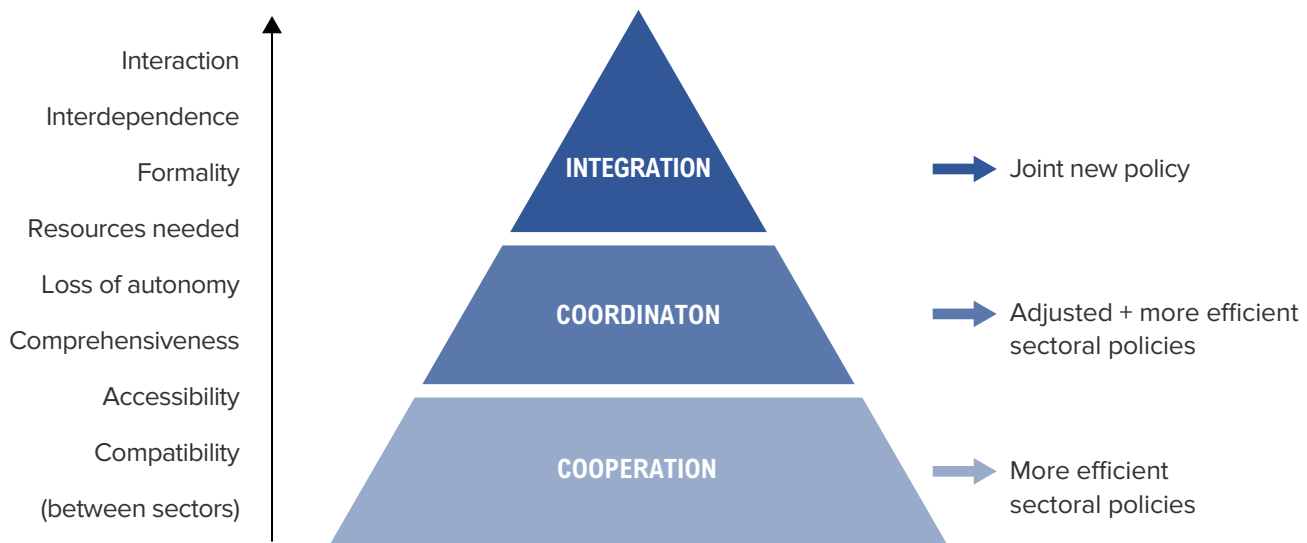 Interaction
Interdependence
Formality
Resources needed
Loss of autonomy
Comprehensiveness
Accessibility
Compatibility
(between sectors)
INTEGRATION
Joint new policy
COORDINATON
Adjusted + more efficient
sectoral policies
COOPERATION
More efficient
sectoral policies